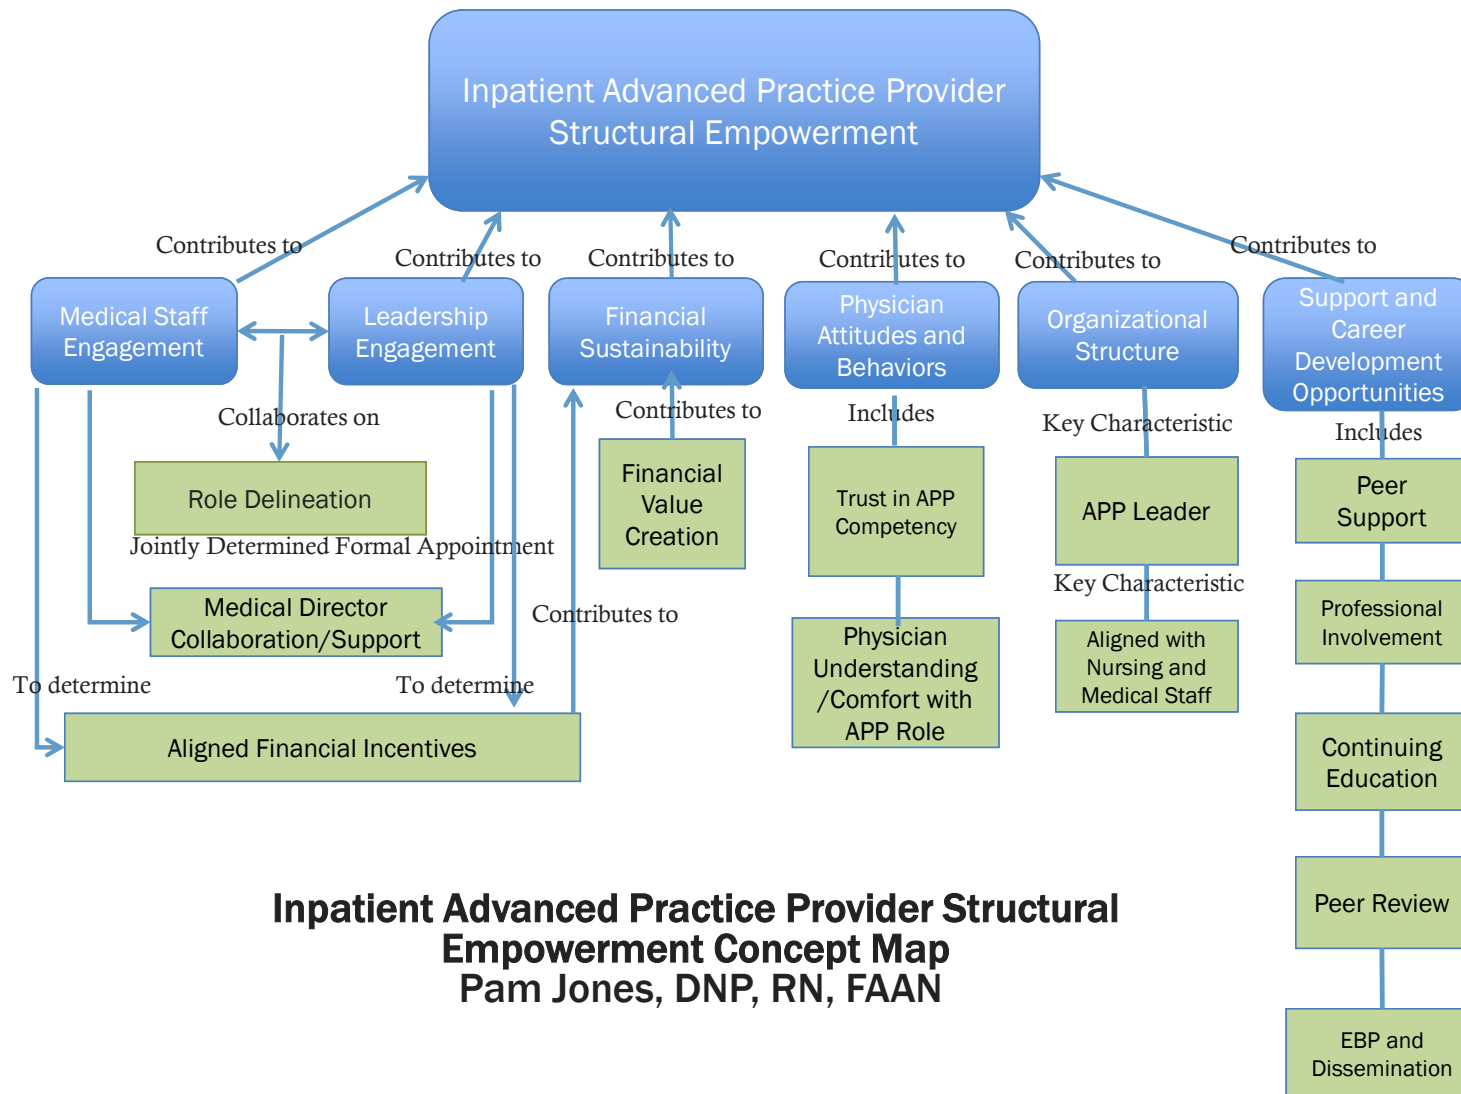 Inpatient Advanced Practice Provider
Structural Empowerment
Contributes to
Contributes to
Contributes to
Contributes to
Contributes to
Contributes to
Medical Staff
Engagement
Leadership
Engagement
Financial
Sustainability
Physician
Attitudes and
Behaviors
Organizational
Structure
Support and
Career
Development
Opportunities
Collaborates on
Contributes to
Includes
Key Characteristic
Includes
Role Delineation
Financial
Value
Creation
Trust in APP
Competency
APP Leader
Peer
Support
Jointly Determined Formal Appointment
Key Characteristic
Medical Director
Collaboration/Support
Contributes to
Physician
Understanding
/Comfort with
APP Role
Aligned with
Nursing and
Medical Staff
Professional
Involvement
To determine
To determine
Aligned Financial Incentives
Continuing
Education
Peer Review
EBP and
Dissemination
Inpatient Advanced Practice Provider Structural
Empowerment Concept Map
Pam Jones, DNP, RN, FAAN